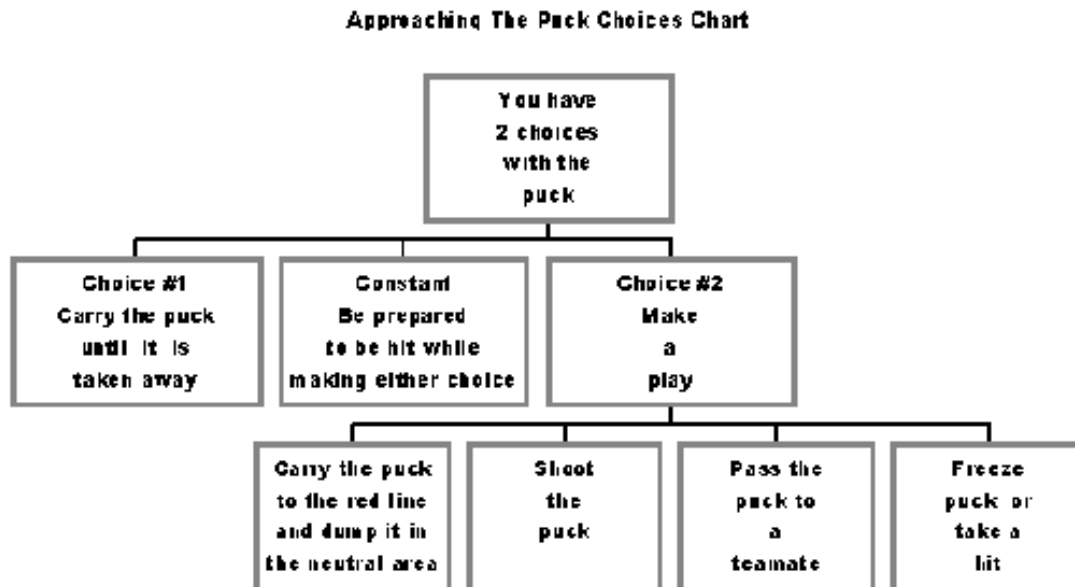 Approaching The Puck Choices Chart
You have
2 choices
with the
puck
Choice #1
Carry the puck
until it is
taken away
Constant
Be prepared
to be hit while
making either choice
Choice #2
Make
a
play
Carry the puck
to the red line
and dump it in
the neutral area
Shoot
the
puck
Pass the
puck to
a
teamate
Freeze
puck or
take a
hit